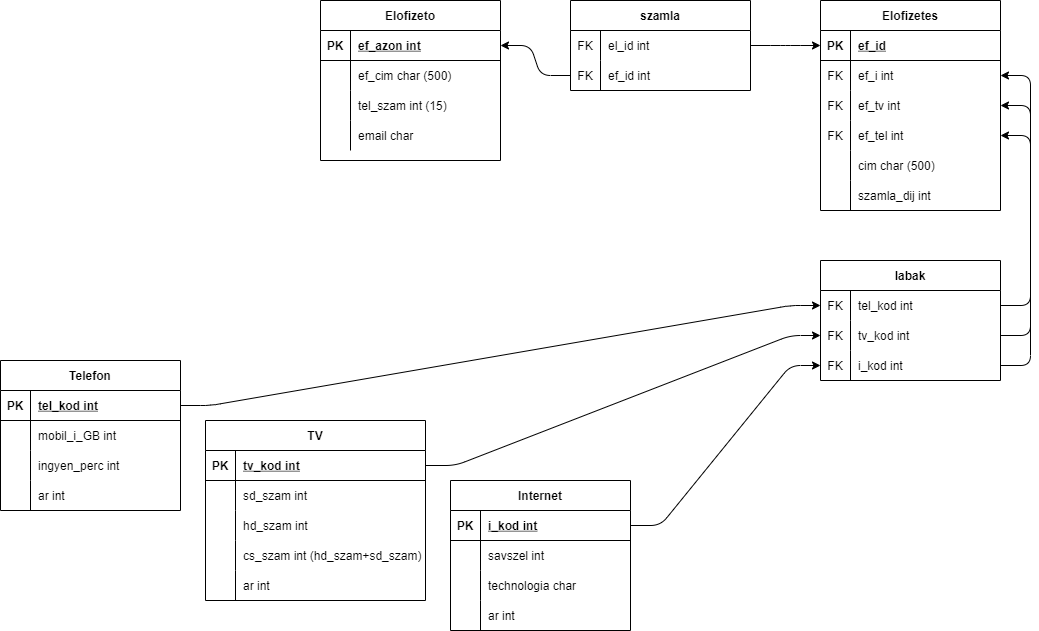 Elofizeto
PK ef_azon int
ef_cim char (500)
tel_szam int (15)
email char
szamla
FK el_id int
FK ef_id int
Elofizetes
PK ef_id
FK ef_i int
FK ef_tv int
FK ef_tel int
cim char (500)
szamla_dij int
labak
FK tel_kod int
FK tv_kod int
FK i_kod int
Telefon
PK tel_kod int
mobil_i_GB int
ingyen_perc int
ar int
TV
PK tv_kod int
sd_szam int
hd_szam int
cs_szam int (hd_szam+sd_szam)
ar int
Internet
PK i_kod int
savszel int
technologia char
ar int